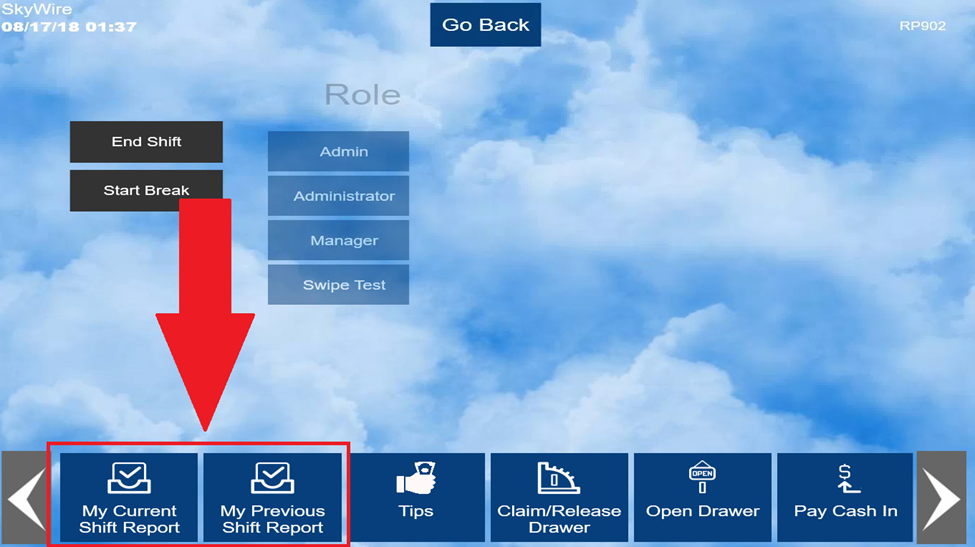 SkyWire
08/17/18 01:37
Go Back
RP902
Role
End Shift
Start Break
Admin
Administrator
Manager
Swipe Test
My Current
Shift Report
My Previous
Shift Report
Tips
Claim/Release
Drawer
OPEN
Open Drawer
$
Pay Cash In